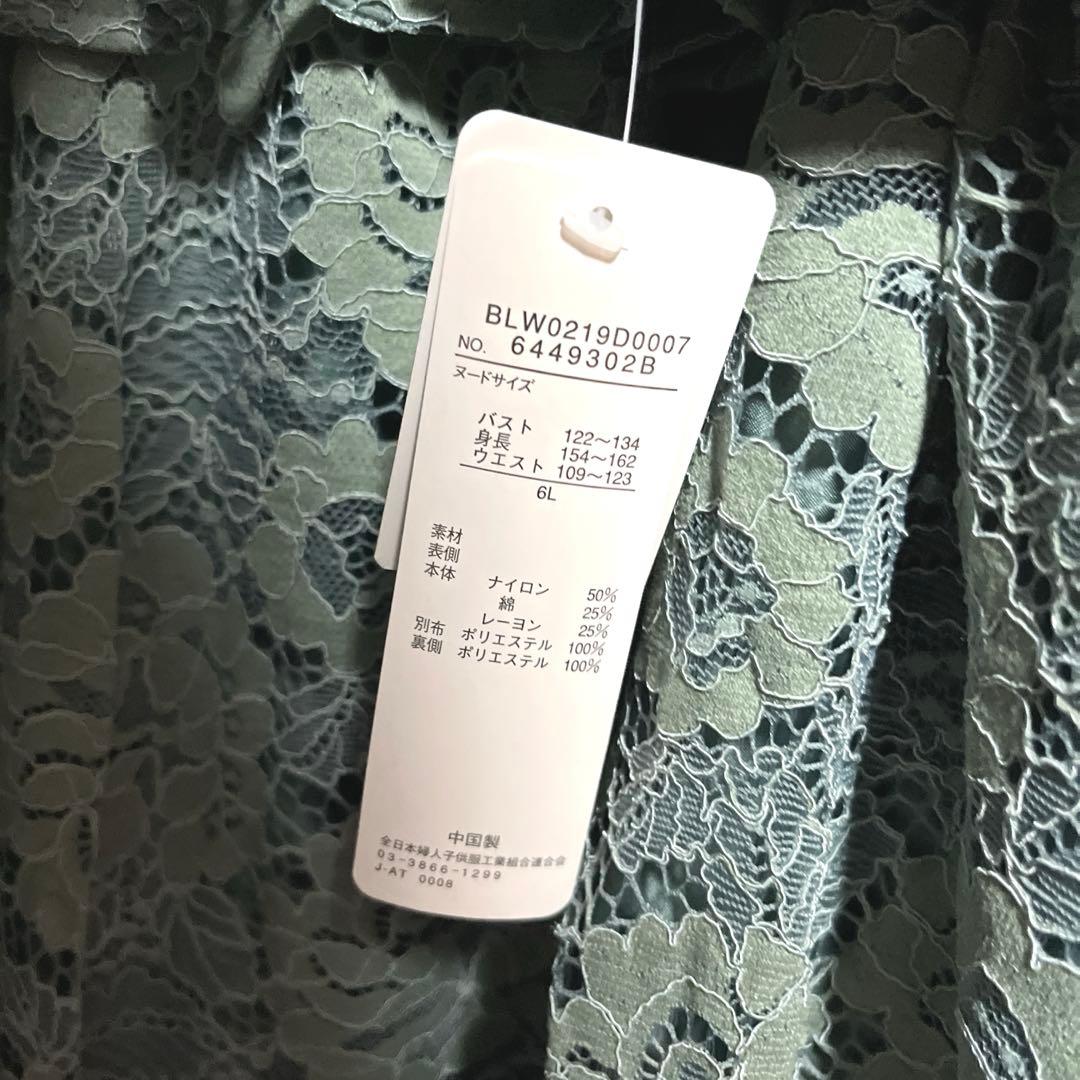 BLW0219D0007
NO. 6449302B
ヌードサイズ
バスト 122～134
身長 154～162
ウエスト 109～123
6L
素材
表側
本体
ナイロン 50%
綿 25%
レーヨン 25%
別布 ポリエステル 100%
裏側 ポリエステル 100%
中国製
全日本婦人子供服工業組合連合会
03-3866-1299
J-AT 0008